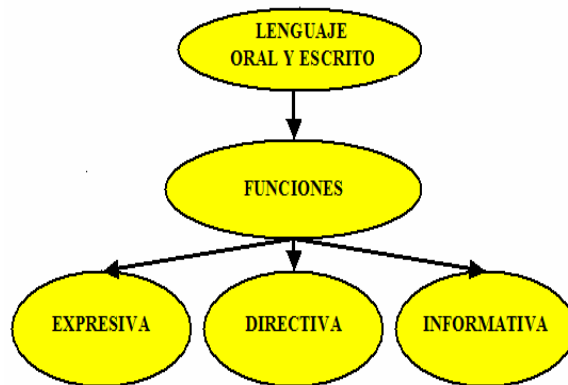 LENGUAJE
ORAL Y ESCRITO
FUNCIONES
EXPRESIVA
DIRECTIVA
INFORMATIVA